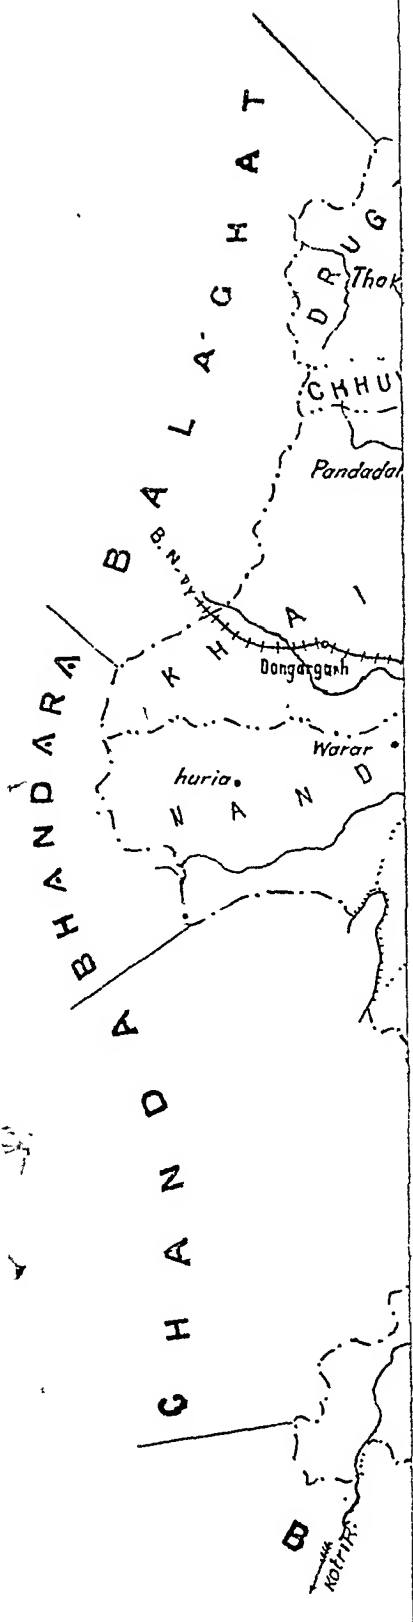 BALAGHAT
DRUG
Thak
CHHU
Pandadal
B.N.RY
KHAI
Dongargarh
BHANDARA
Warar
huria
NAND
CHANDA
B
Kotri R.